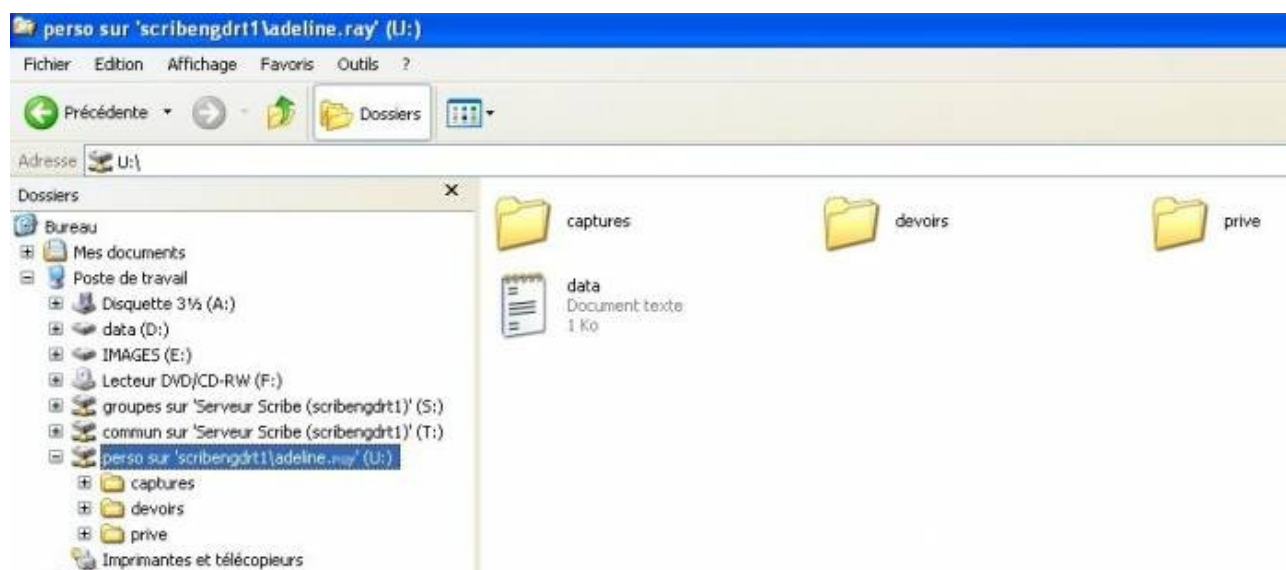 perso sur 'scribengdrt1\adeline.ray' (U:)
Fichier Edition Affichage Favoris Outils ?
Précédente Dossiers
Adresse U:\
Dossiers
Bureau
Mes documents
Poste de travail
Disquette 3½ (A:)
data (D:)
IMAGES (E:)
Lecteur DVD/CD-RW (F:)
groupes sur 'Serveur Scribe (scribengdrt1)' (S:)
commun sur 'Serveur Scribe (scribengdrt1)' (T:)
perso sur 'scribengdrt1\adeline.ray' (U:)
captures
devoirs
prive
Imprimantes et télécopieurs
captures
devoirs
prive
data
Document texte
1 Ko